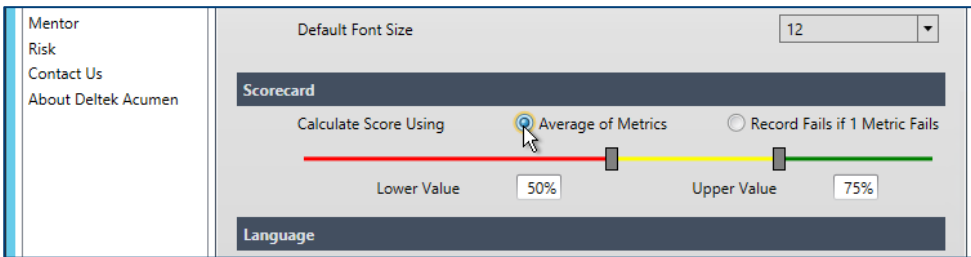 Mentor
Risk
Contact Us
About Deltek Acumen
Default Font Size 12
Scorecard
Calculate Score Using Average of Metrics Record Fails if 1 Metric Fails
Lower Value 50% Upper Value 75%
Language